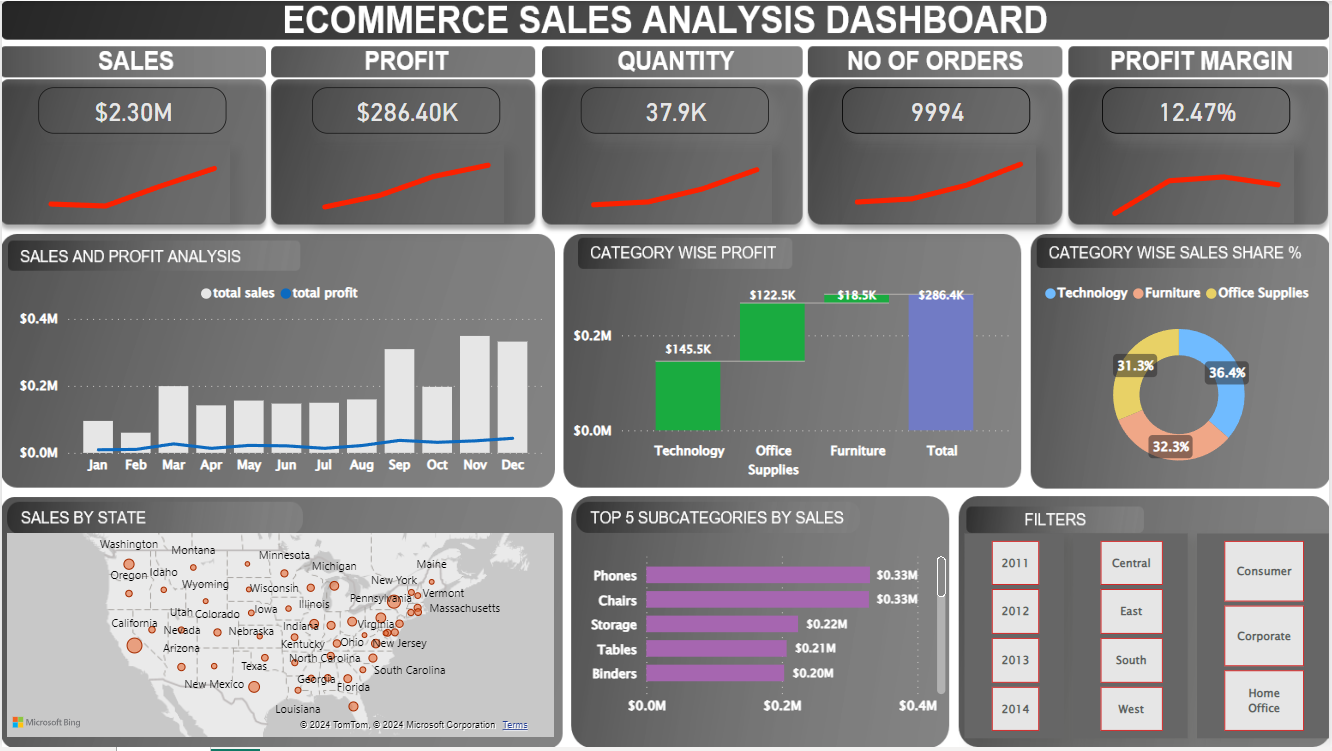 ECOMMERCE SALES ANALYSIS DASHBOARD
SALES
PROFIT
QUANTITY
NO OF ORDERS
PROFIT MARGIN
$2.30M
$286.40K
37.9K
9994
12.47%
SALES AND PROFIT ANALYSIS
total sales
total profit
$0.4M
$0.2M
$0.0M
Jan Feb Mar Apr May Jun Jul Aug Sep Oct Nov Dec
CATEGORY WISE PROFIT
$122.5K
$18.5K
$286.4K
$0.2M
$145.5K
$0.0M
Technology
Office
Supplies
Furniture
Total
CATEGORY WISE SALES SHARE %
Technology
Furniture
Office Supplies
31.3%
36.4%
32.3%
SALES BY STATE
Washington
Montana
Minnesota
Michigan
Maine
Oregon
Idaho
Wyoming
Wisconsin
New York
Vermont
Pennsylvania
Massachusetts
Utah
Colorado
Iowa
Illinois
California
Nevada
Nebraska
Indiana
Virginia
Kentucky
Ohio
New Jersey
Arizona
Texas
North Carolina
South Carolina
New Mexico
Georgia
Florida
Louisiana
Microsoft Bing
© 2024 TomTom, © 2024 Microsoft Corporation
Terms
TOP 5 SUBCATEGORIES BY SALES
Phones
$0.33M
Chairs
$0.33M
Storage
$0.22M
Tables
$0.21M
Binders
$0.20M
$0.0M
$0.2M
$0.4M
FILTERS
2011
2012
2013
2014
Central
East
South
West
Consumer
Corporate
Home
Office